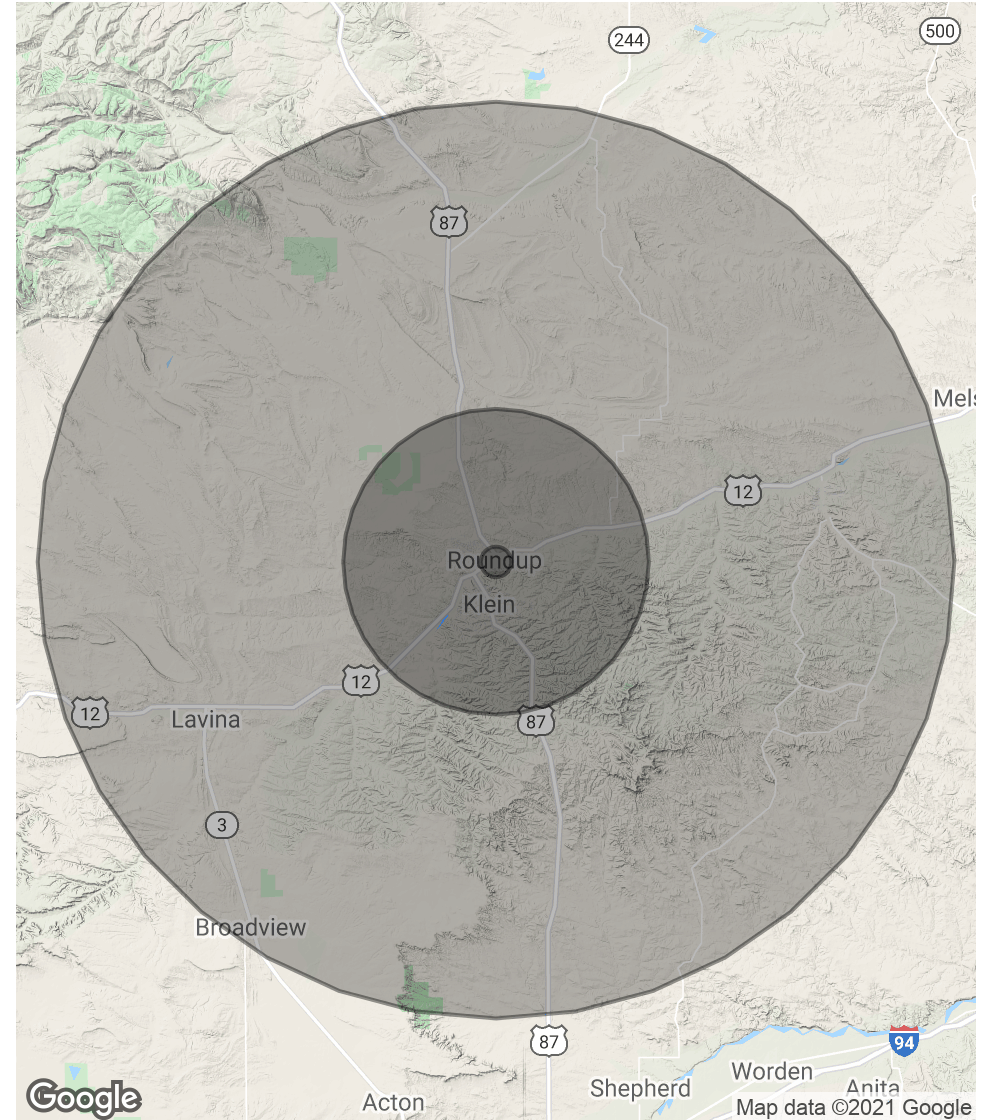 244
500
87
Mels
12
Roundup
Klein
12
12
87
Lavina
3
Broadview
87
94
Worden
Shepherd
Anita
Google
Acton
Map data ©2021 Google